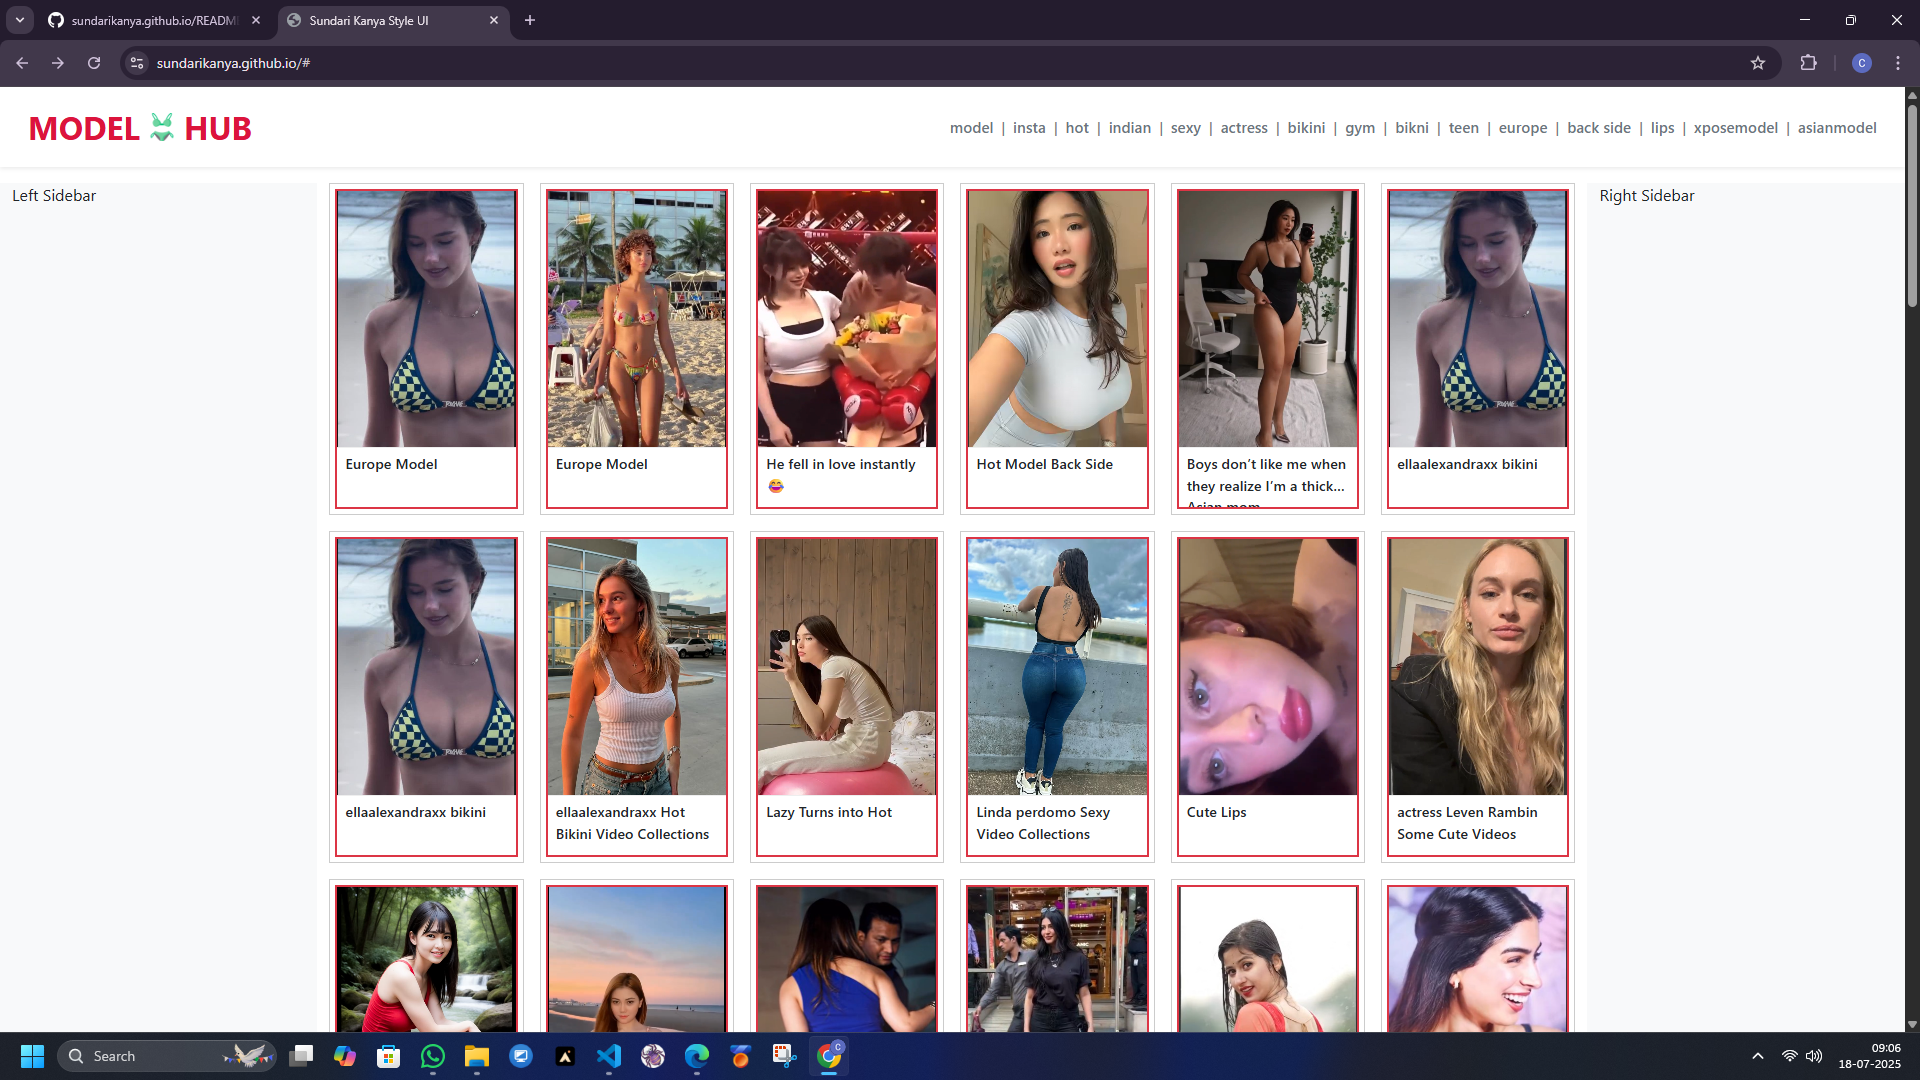 sundarikanya.github.io/READM
Sundari Kanya Style UI
sundarikanya.github.io/#
C
MODEL HUB
model | insta | hot | indian | sexy | actress | bikini | gym | bikni | teen | europe | back side | lips | xposemodel | asianmodel
Left Sidebar
Right Sidebar
Europe Model
Europe Model
He fell in love instantly
😂
Hot Model Back Side
Boys don't like me when
they realize I'm a thick...
Asian mom
ellaalexandraxx bikini
ellaalexandraxx bikini
ellaalexandraxx Hot
Bikini Video Collections
Lazy Turns into Hot
Linda perdomo Sexy
Video Collections
Cute Lips
actress Leven Rambin
Some Cute Videos
Search
C
09:06
18-07-2025